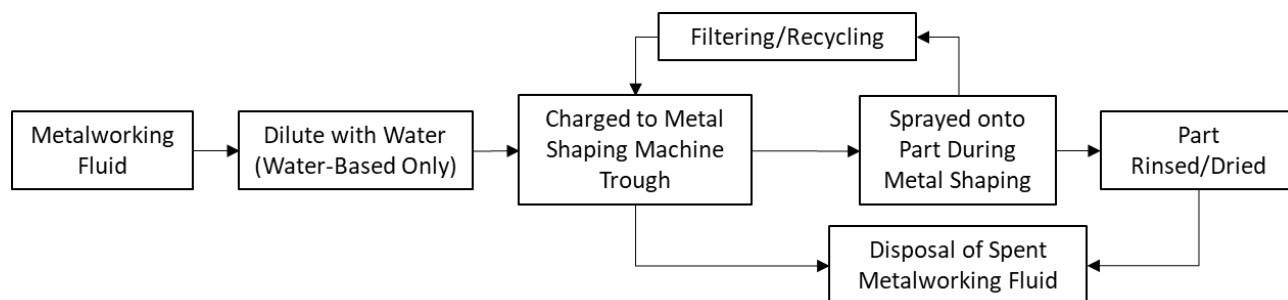 Filtering/Recycling
Metalworking
Fluid
Dilute with Water
(Water-Based Only)
Charged to Metal
Shaping Machine
Trough
Sprayed onto
Part During
Metal Shaping
Part
Rinsed/Dried
Disposal of Spent
Metalworking Fluid